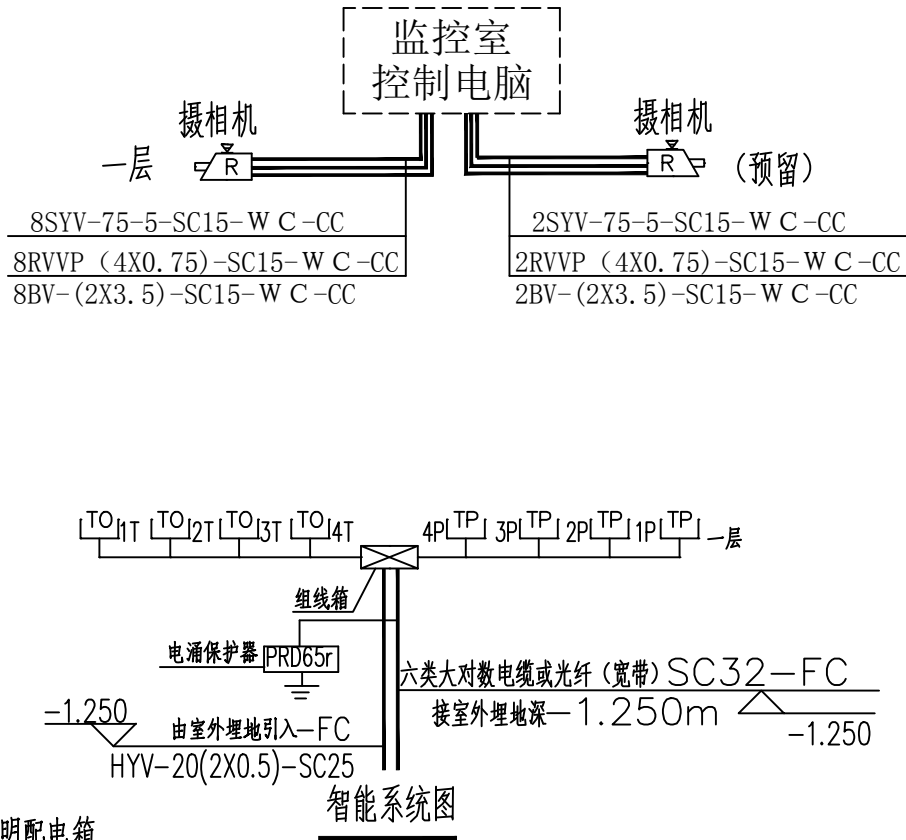 监控室
控制电脑
摄相机
摄相机
一层
R
R
(预留)
8SYV-75-5-SC15-WC-CC
2SYV-75-5-SC15-WC-CC
8RVVP (4X0.75)-SC15-WC-CC
2RVVP (4X0.75)-SC15-WC-CC
8BV-(2X3.5)-SC15-WC-CC
2BV-(2X3.5)-SC15-WC-CC
TO 1T TO 2T TO 3T TO 4T 4P TP 3P TP 2P TP 1P TP 一层
组线箱
电涌保护器 PRD65r
六类大对数电缆或光纤(宽带)SC32-FC
接室外埋地深-1.250m
-1.250
-1.250
由室外埋地引入-FC
HYV-20(2X0.5)-SC25
智能系统图
明配电箱